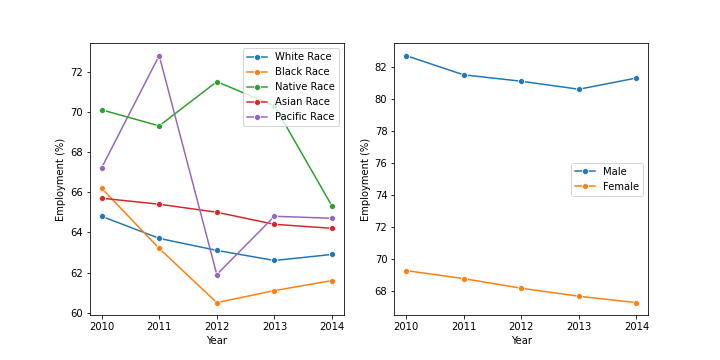 72
70
68
66
64
62
60
Employment (%)
2010 2011 2012 2013 2014
Year
White Race
Black Race
Native Race
Asian Race
Pacific Race
82
80
78
76
74
72
70
68
Employment (%)
2010 2011 2012 2013 2014
Year
Male
Female